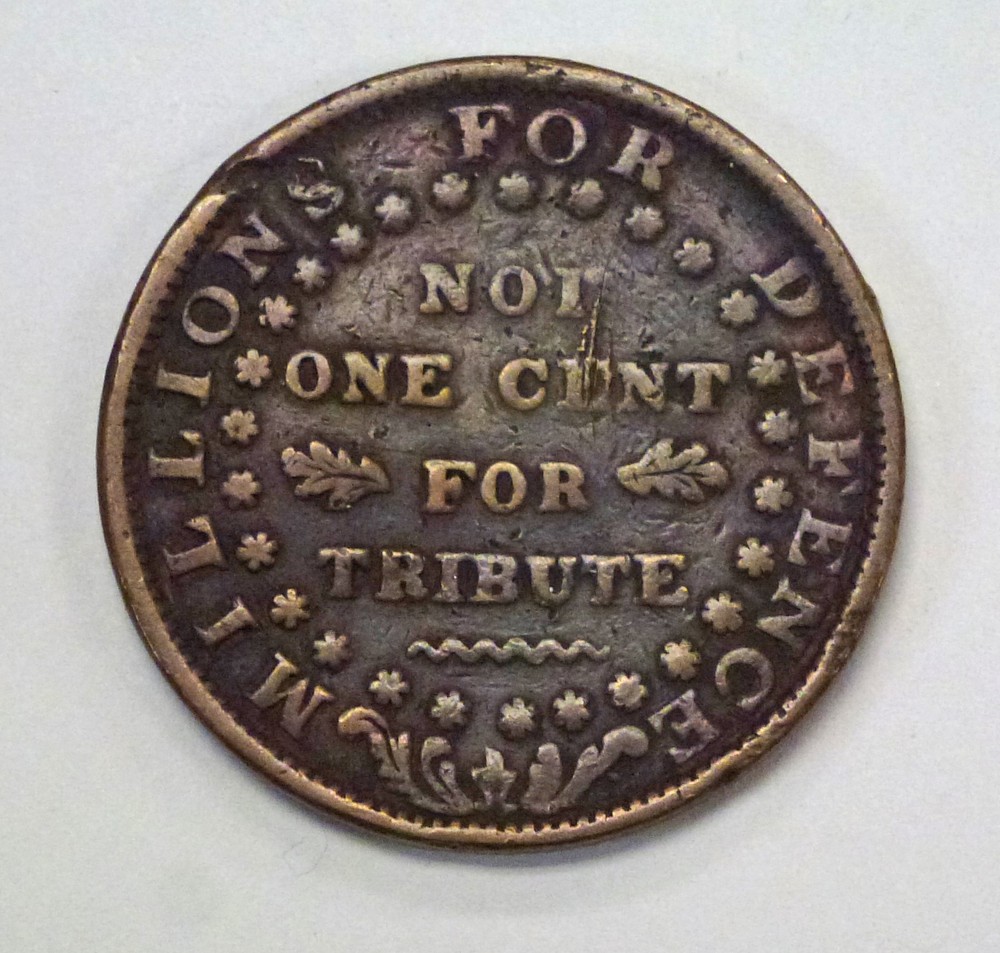 MILLIONS FOR DEFENCE
NOT
ONE CENT
FOR
TRIBUTE